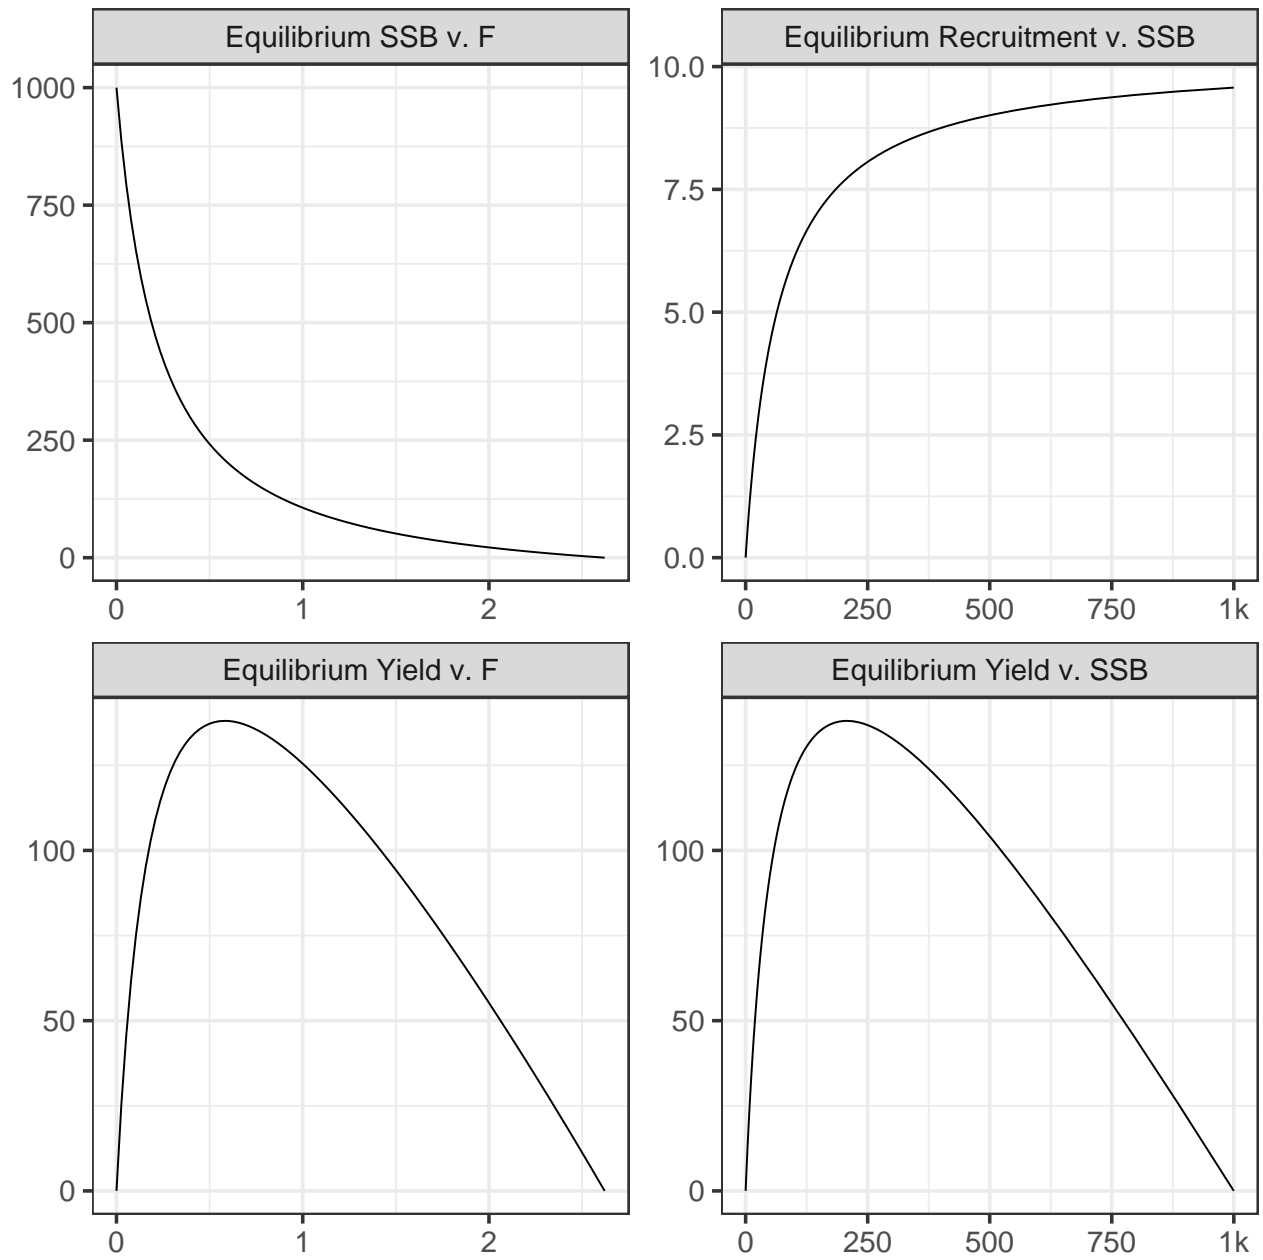 Equilibrium SSB v. F
1000
750
500
250
0
0 1 2
Equilibrium Recruitment v. SSB
10.0
7.5
5.0
2.5
0.0
0 250 500 750 1k
Equilibrium Yield v. F
100
50
0
0 1 2
Equilibrium Yield v. SSB
100
50
0
0 250 500 750 1k